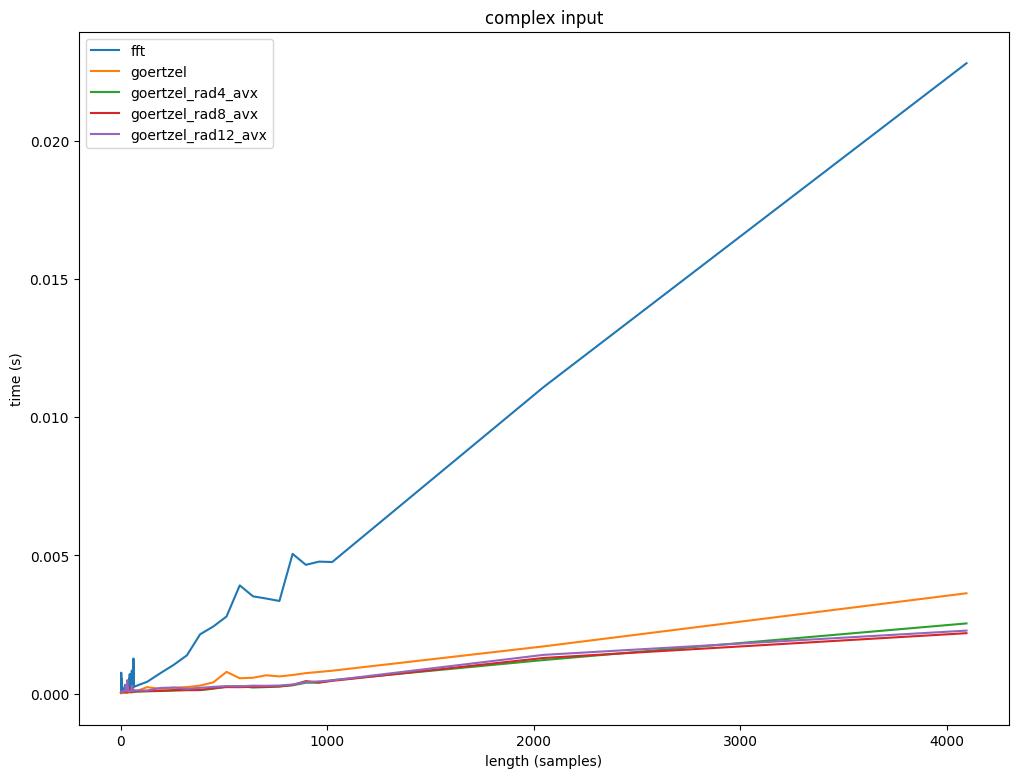 complex input
fft
goertzel
goertzel_rad4_avx
goertzel_rad8_avx
goertzel_rad12_avx
0.020
0.015
0.010
0.005
0.000
time (s)
0 1000 2000 3000 4000
length (samples)